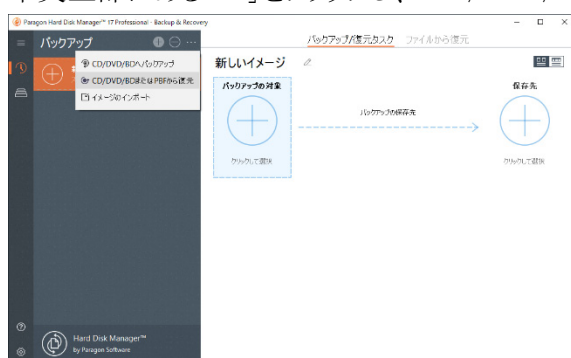 Paragon Hard Disk Manager™ 17 Professional - Backup & Recovery
バックアップ
バックアップ/復元タスク ファイルから復元
CD/DVD/BDへバックアップ
CD/DVD/BDまたはPBFから復元
イメージのインポート
新しいイメージ
バックアップの対象
保存先
バックアップの保存先
クリックして選択
クリックして選択
Hard Disk Manager™
by Paragon Software